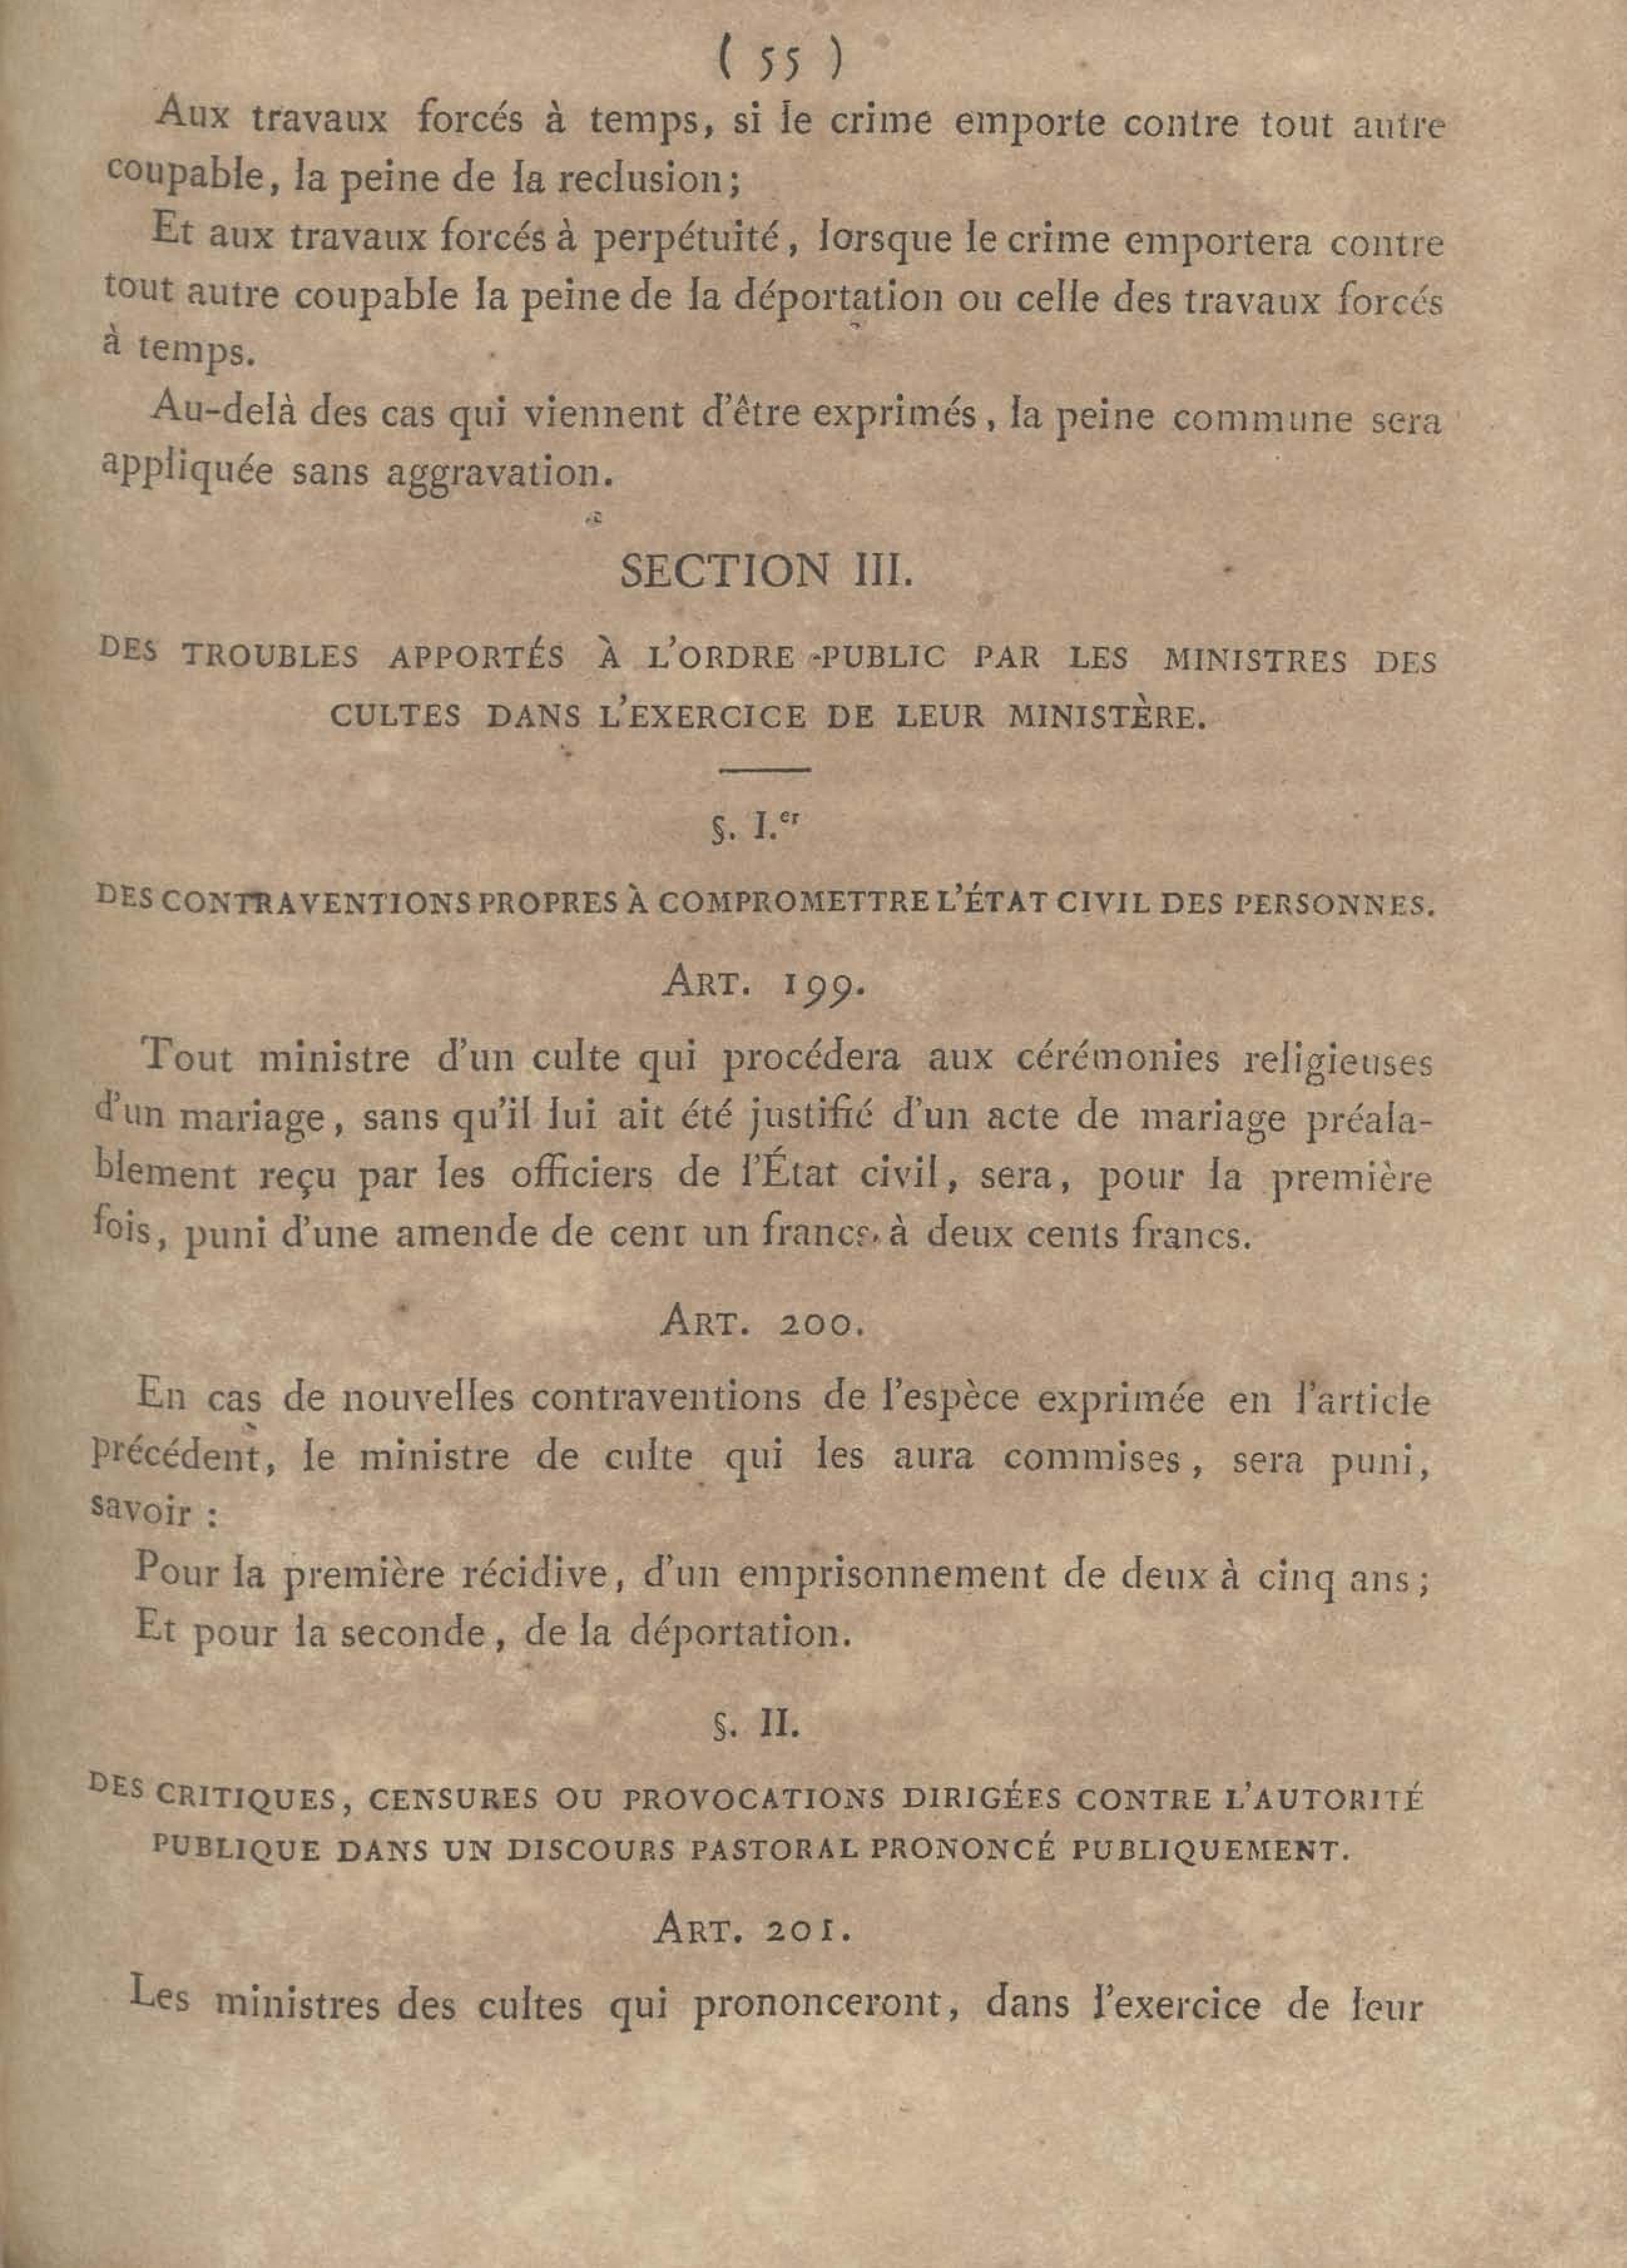 ( 55 )
Aux travaux forcés à temps, si le crime emporte contre tout autre
coupable, la peine de la reclusion;
Et aux travaux forcés à perpétuité, lorsque le crime emportera contre
tout autre coupable la peine de la déportation ou celle des travaux forcés
à temps.
Au-delà des cas qui viennent d'être exprimés, la peine commune sera
appliquée sans aggravation.
SECTION III.
DES TROUBLES APPORTÉS À L'ORDRE PUBLIC PAR LES MINISTRES DES
CULTES DANS L'EXERCICE DE LEUR MINISTÈRE.
§. I.er
DES CONTRAVENTIONS PROPRES À COMPROMETTRE L'ÉTAT CIVIL DES PERSONNES.
ART. 199.
Tout ministre d'un culte qui procédera aux cérémonies religieuses
d'un mariage, sans qu'il lui ait été justifié d'un acte de mariage préala-
blement reçu par les officiers de l'État civil, sera, pour la première
fois, puni d'une amende de cent un francs à deux cents francs.
ART. 200.
En cas de nouvelles contraventions de l'espèce exprimée en l'article
précédent, le ministre de culte qui les aura commises, sera puni,
savoir :
Pour la première récidive, d'un emprisonnement de deux à cinq ans;
Et pour la seconde, de la déportation.
§. II.
DES CRITIQUES, CENSURES OU PROVOCATIONS DIRIGÉES CONTRE L'AUTORITÉ
PUBLIQUE DANS UN DISCOURS PASTORAL PRONONCÉ PUBLIQUEMENT.
ART. 201.
Les ministres des cultes qui prononceront, dans l'exercice de leur